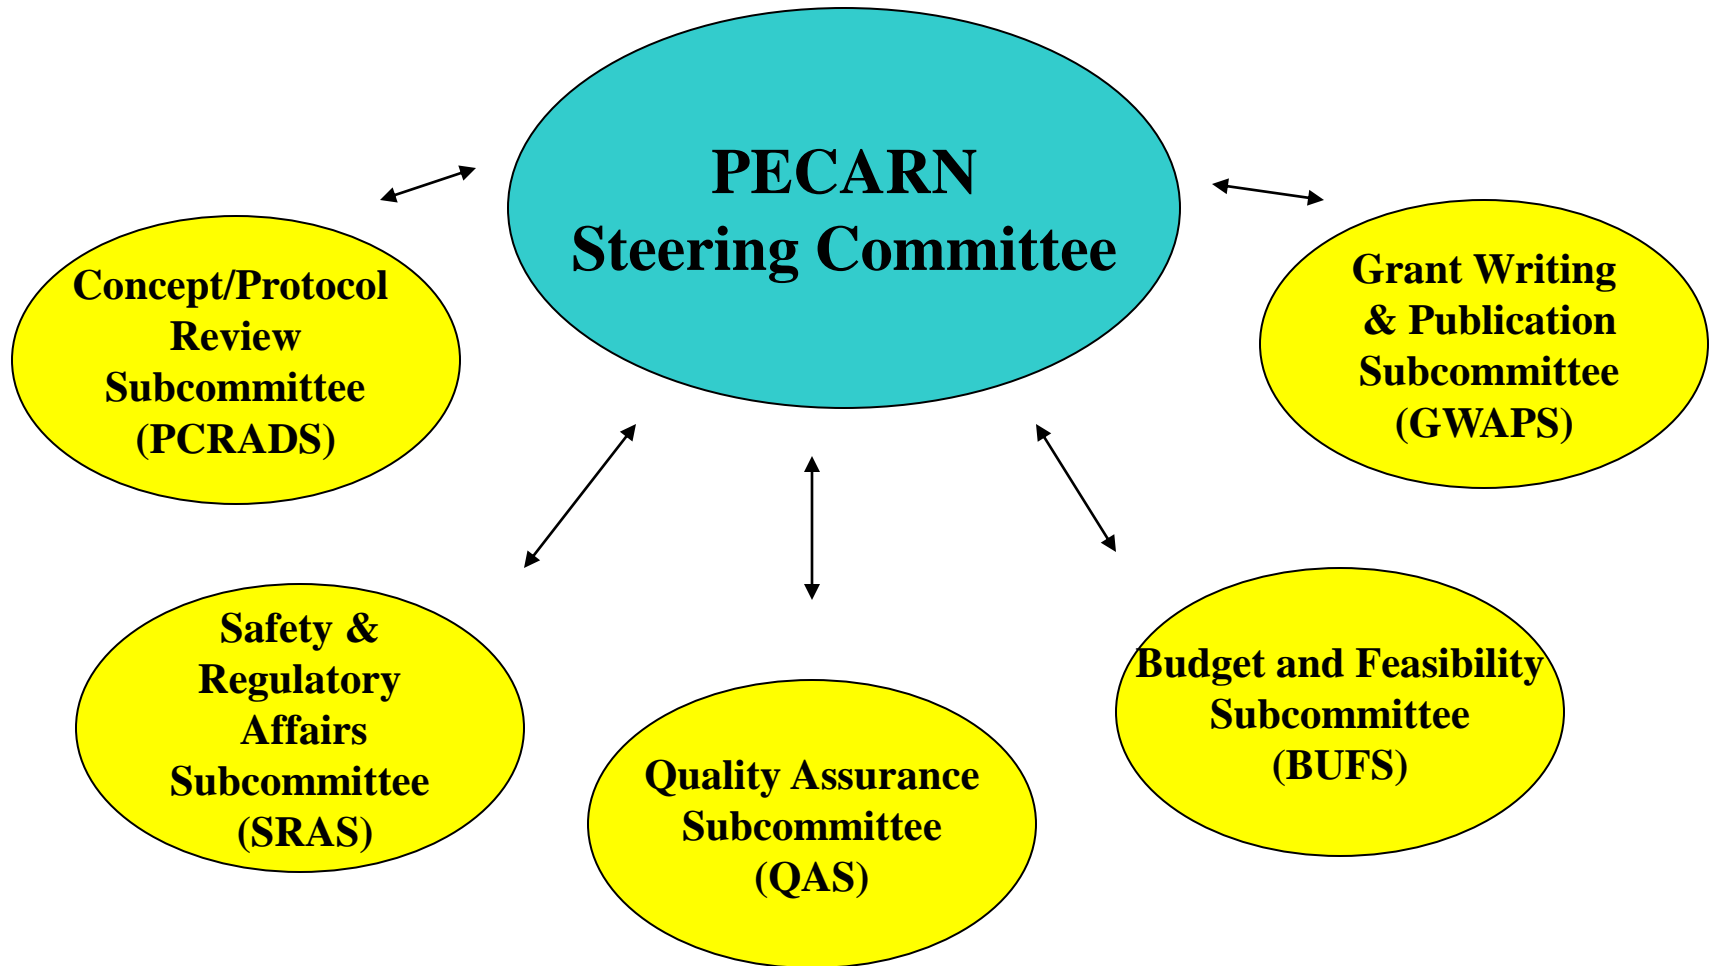 PECARN
Steering Committee
Concept/Protocol
Review
Subcommittee
(PCRADS)
Grant Writing
& Publication
Subcommittee
(GWAPS)
Safety &
Regulatory
Affairs
Subcommittee
(SRAS)
Quality Assurance
Subcommittee
(QAS)
Budget and Feasibility
Subcommittee
(BUFS)